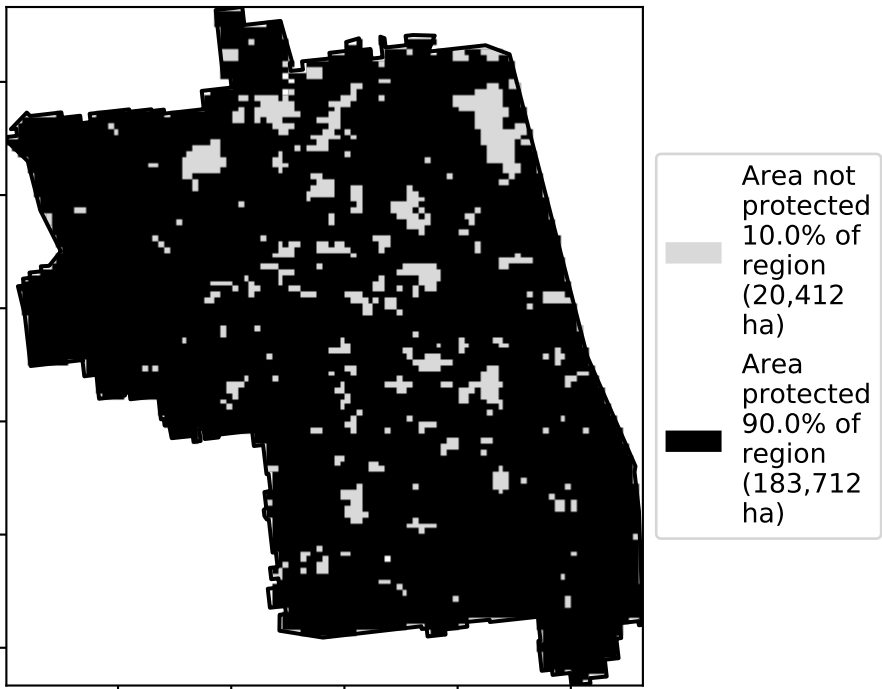 Area not
protected
10.0% of
region
(20,412
ha)
Area
protected
90.0% of
region
(183,712
ha)